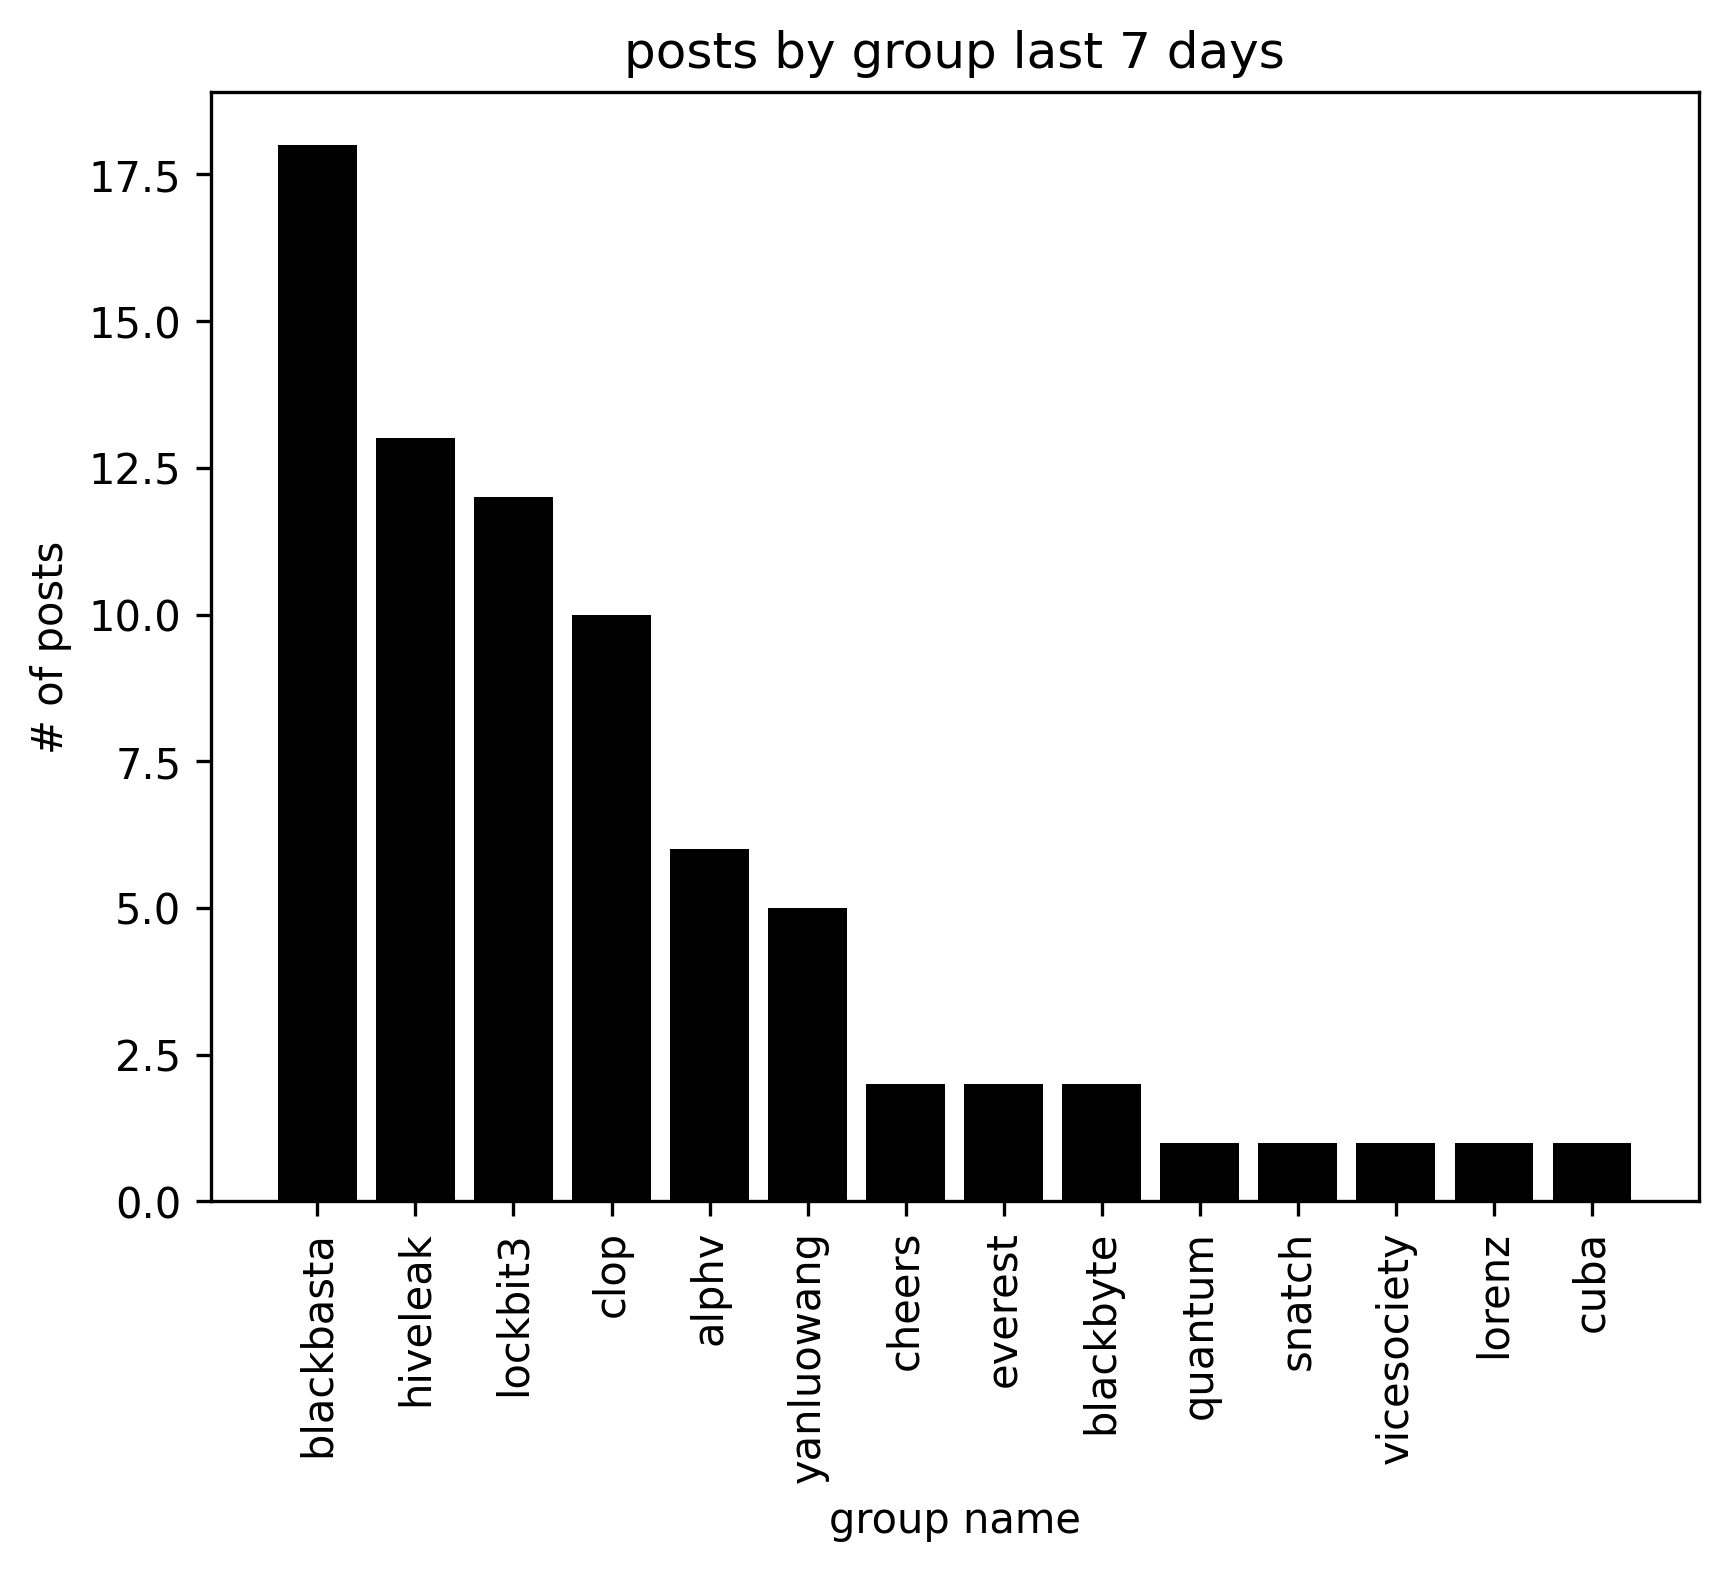 posts by group last 7 days
17.5
15.0
12.5
10.0
7.5
5.0
2.5
0.0
# of posts
blackbasta
hiveleak
lockbit3
clop
alphv
yanluowang
cheers
everest
blackbyte
quantum
snatch
vicesociety
lorenz
cuba
group name